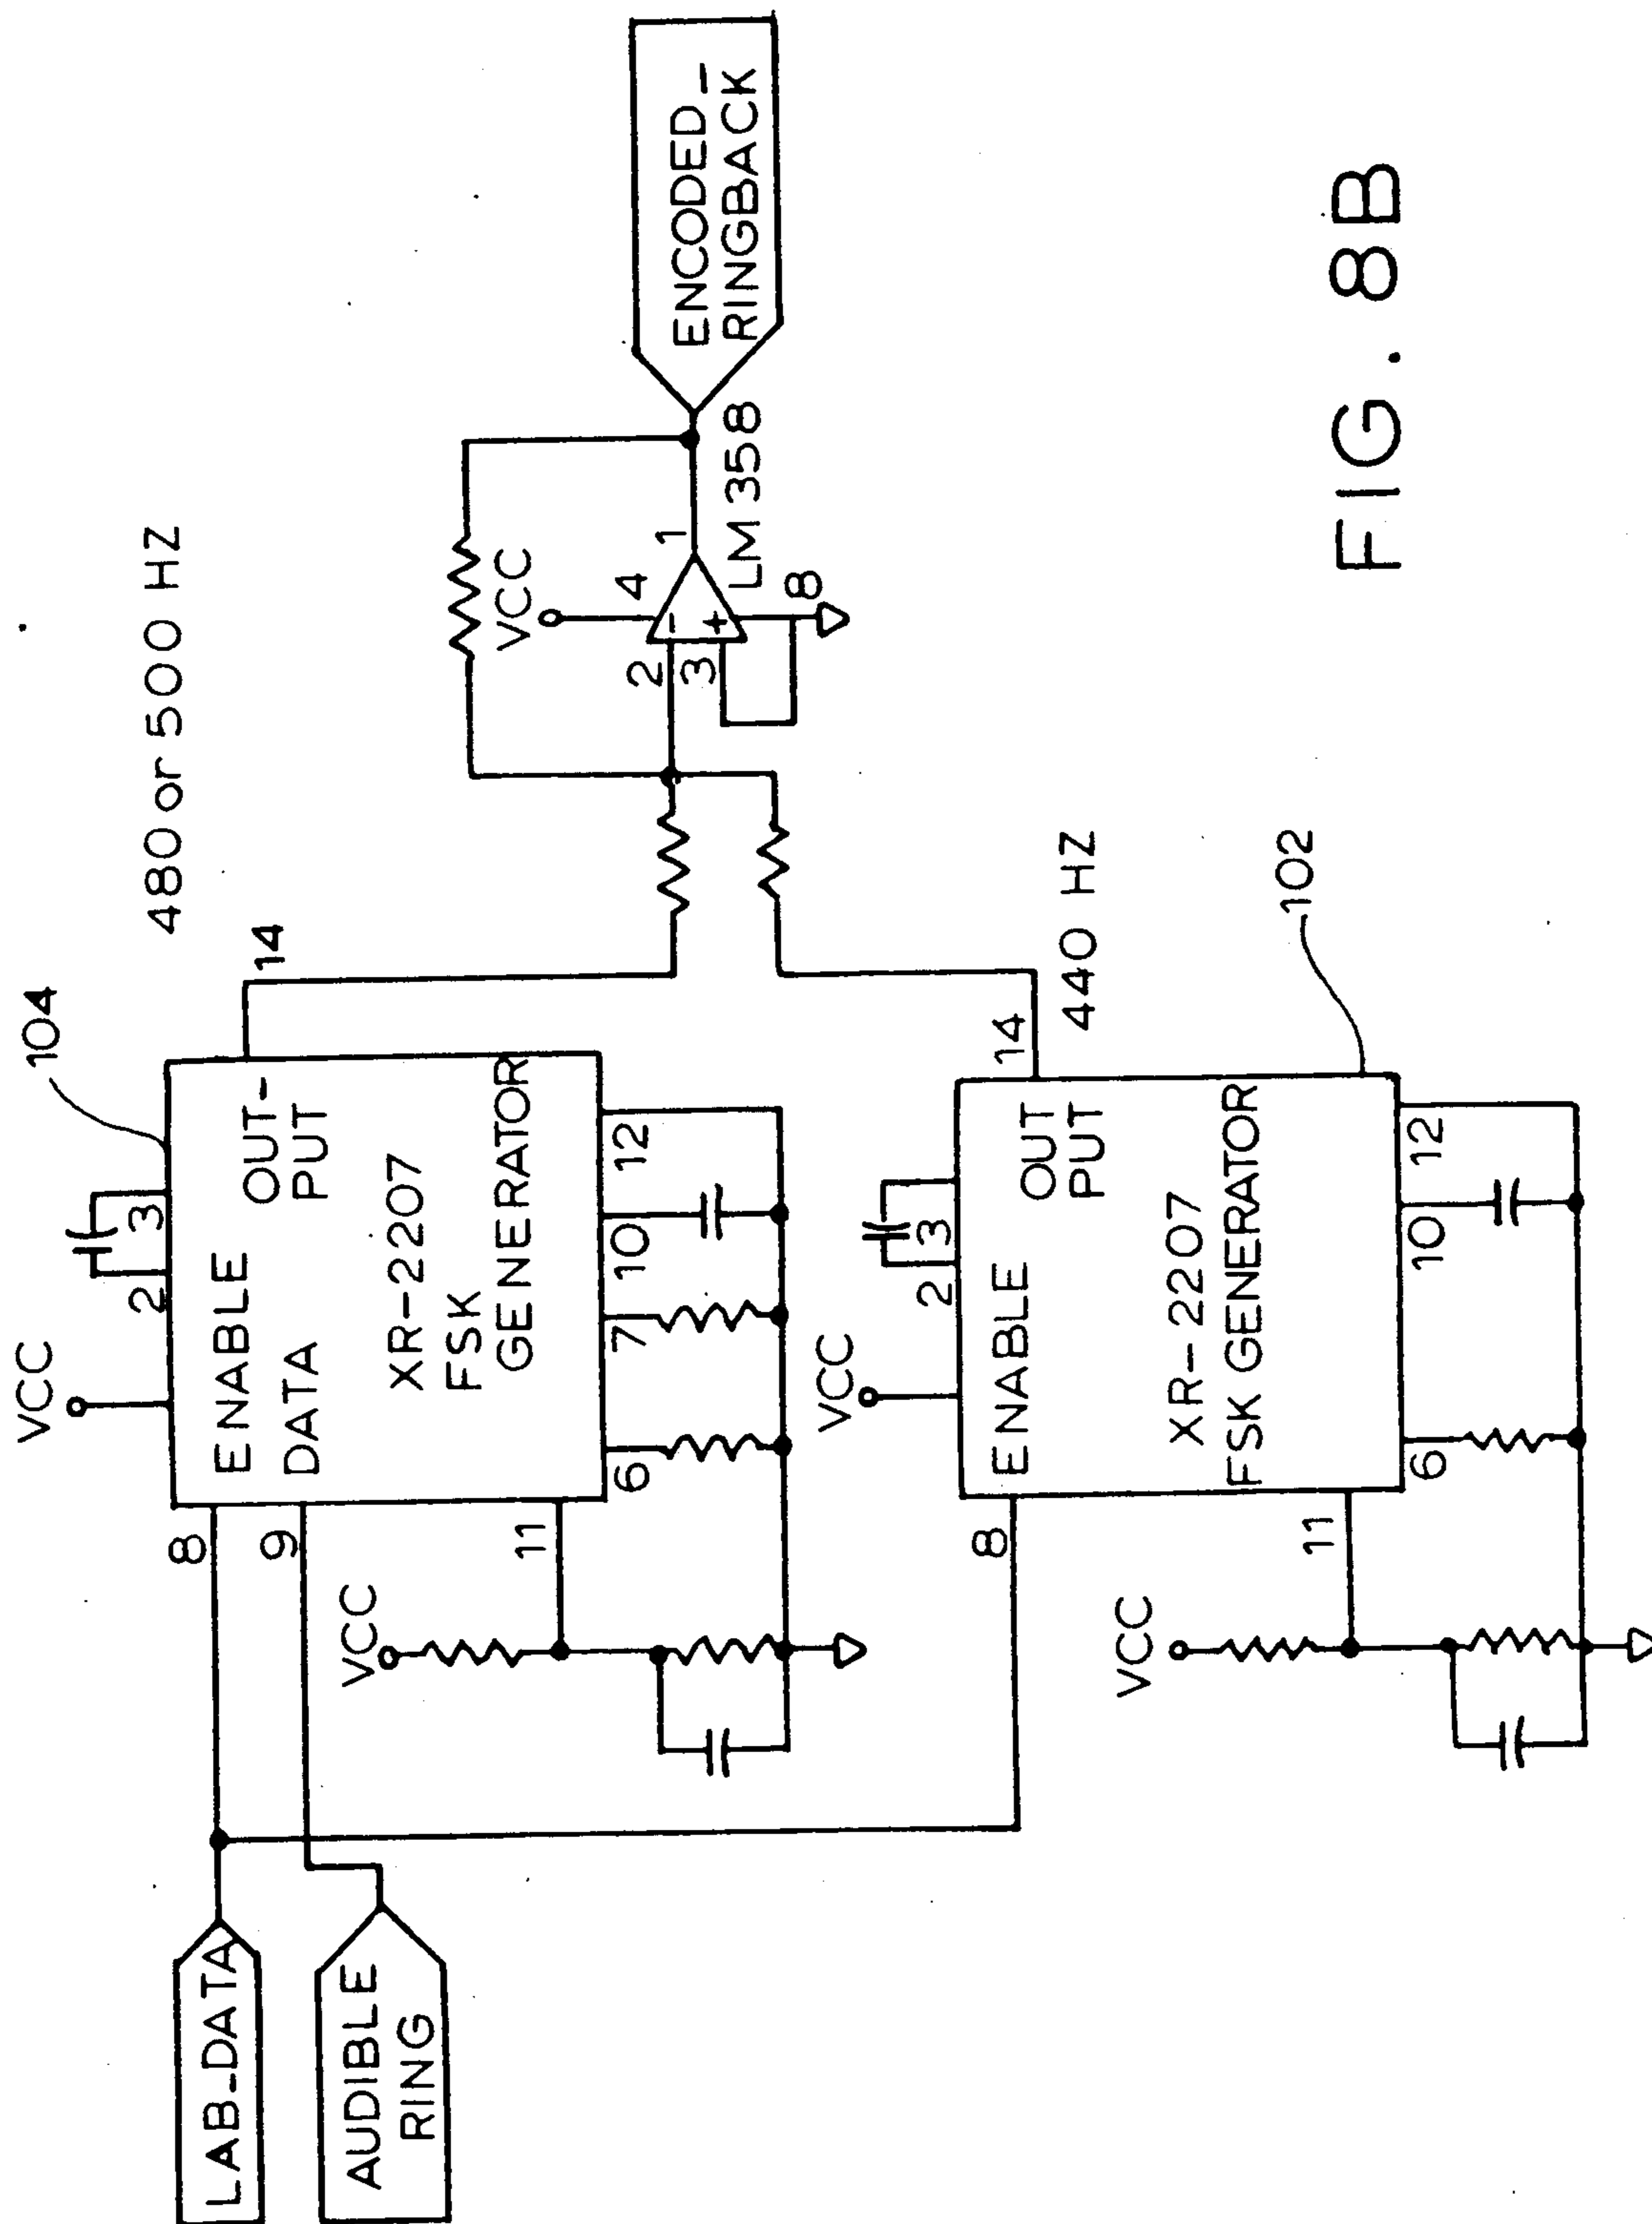 LAB_DATA
AUDIBLE
RING
VCC
104
480 or 500 HZ
2
3
14
8
ENABLE
OUT-
PUT
9
DATA
XR-2207
FSK
GENERATOR
11
6
7
10
12
VCC
VCC
2
3
4
1
8
-
+
LM358
ENCODED_
RINGBACK
VCC
2
3
14
440 HZ
8
ENABLE
OUT
PUT
XR-2207
FSK GENERATOR
102
11
6
10
12
VCC
FIG. 8B